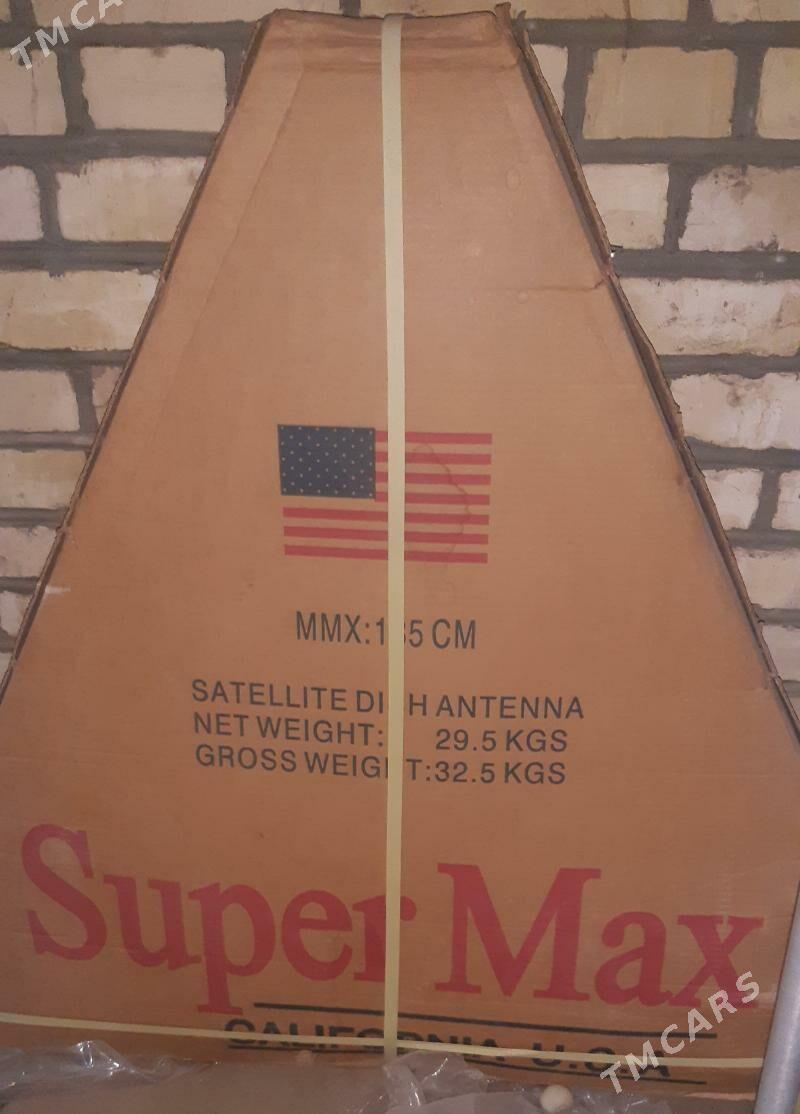 TMCARS
MMX: CM
SATELLITE ANTENNA
NET WEIGHT: 29.5 KGS
GROSS WEIGHT:32.5 KGS
Super Max
CALIFORNIA U.S.A
TMCARS